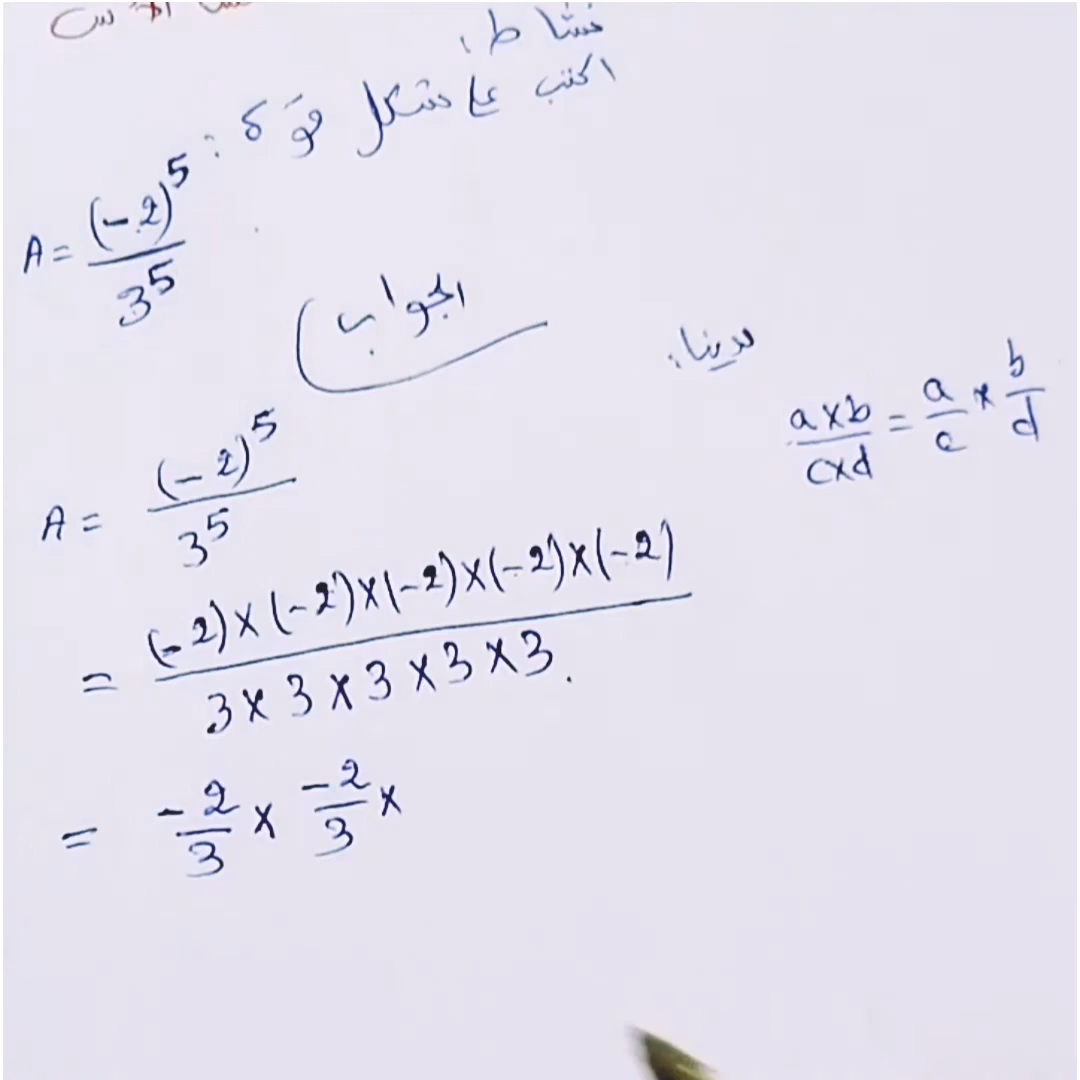 نشاط:
اكتب على شكل قوة:
A = (-2)^5 / 3^5
الجواب
لدينا:
(a×b)/(c×d) = a/c × b/d
A = (-2)^5 / 3^5
= ((-2)×(-2)×(-2)×(-2)×(-2)) / (3×3×3×3×3).
= -2/3 × -2/3 ×